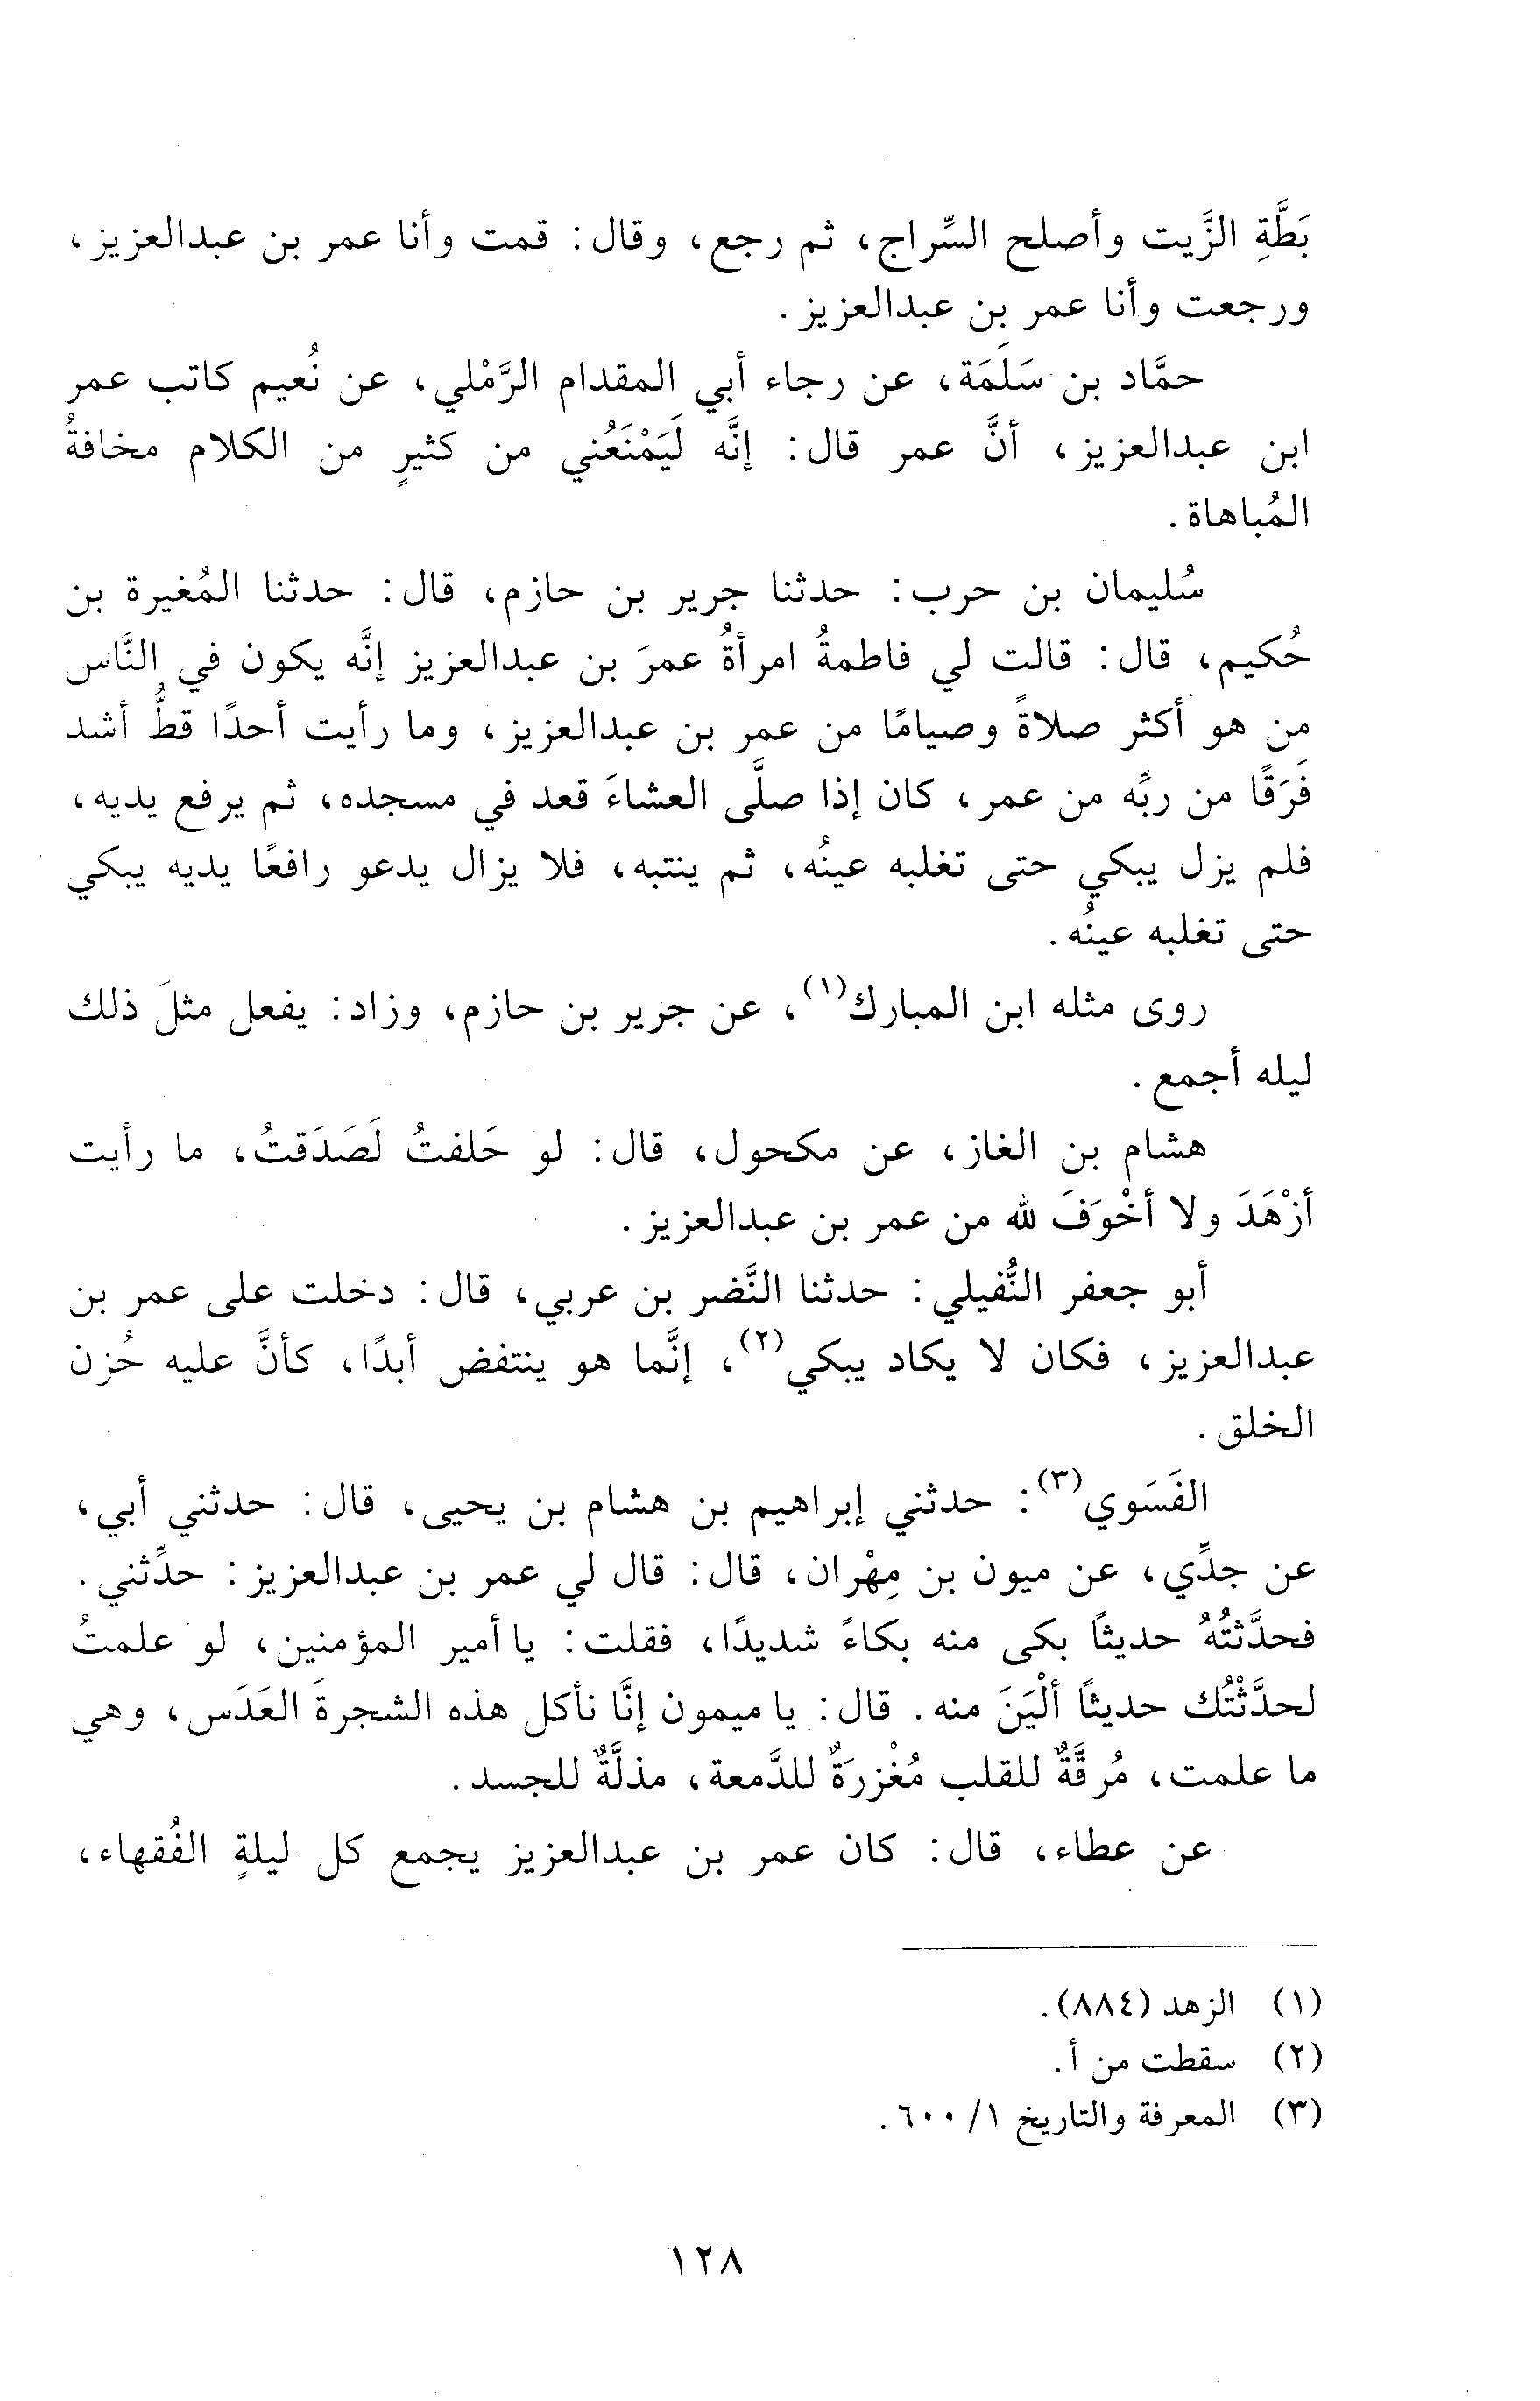 بَطَّةِ الزَّيت وأصلح السِّراج، ثم رجع، وقال: قمت وأنا عمر بن عبدالعزيز،
ورجعت وأنا عمر بن عبدالعزيز.
حمَّاد بن سَلَمَة، عن رجاء أبي المقدام الرَّمْلي، عن نُعيم كاتب عمر
ابن عبدالعزيز، أنَّ عمر قال: إنَّه لَيَمْنَعُني من كثيرٍ من الكلام مخافةُ
المُباهاة.
سُليمان بن حرب: حدثنا جرير بن حازم، قال: حدثنا المُغيرة بن
حُكيم، قال: قالت لي فاطمةُ امرأةُ عمرَ بن عبدالعزيز إنَّه يكون في النَّاس
من هو أكثر صلاةً وصيامًا من عمر بن عبدالعزيز، وما رأيت أحدًا قطُّ أشد
فَرَقًا من ربِّه من عمر، كان إذا صلَّى العشاءَ قعد في مسجده، ثم يرفع يديه،
فلم يزل يبكي حتى تغلبه عينُه، ثم ينتبه، فلا يزال يدعو رافعًا يديه يبكي
حتى تغلبه عينُه.
روى مثله ابن المبارك(١)، عن جرير بن حازم، وزاد: يفعل مثلَ ذلك
ليله أجمع.
هشام بن الغاز، عن مكحول، قال: لو حَلفتُ لَصَدَقتُ، ما رأيت
أزْهَدَ ولا أخْوَفَ لله من عمر بن عبدالعزيز.
أبو جعفر النُّفيلي: حدثنا النَّضر بن عربي، قال: دخلت على عمر بن
عبدالعزيز، فكان لا يكاد يبكي(٢)، إنَّما هو ينتفض أبدًا، كأنَّ عليه حُزن
الخلق.
الفَسَوي(٣): حدثني إبراهيم بن هشام بن يحيى، قال: حدثني أبي،
عن جدِّي، عن ميون بن مِهْران، قال: قال لي عمر بن عبدالعزيز: حدِّثني.
فحدَّثتُهُ حديثًا بكى منه بكاءً شديدًا، فقلت: يا أمير المؤمنين، لو علمتُ
لحدَّثْتُك حديثًا ألْيَنَ منه. قال: يا ميمون إنَّا نأكل هذه الشجرةَ العَدَس، وهي
ما علمت، مُرقَّةٌ للقلب مُغْزرَةٌ للدَّمعة، مذلَّةٌ للجسد.
عن عطاء، قال: كان عمر بن عبدالعزيز يجمع كل ليلةٍ الفُقهاء،
(١) الزهد (٨٨٤).
(٢) سقطت من أ.
(٣) المعرفة والتاريخ ١/ ٦٠٠.
١٢٨